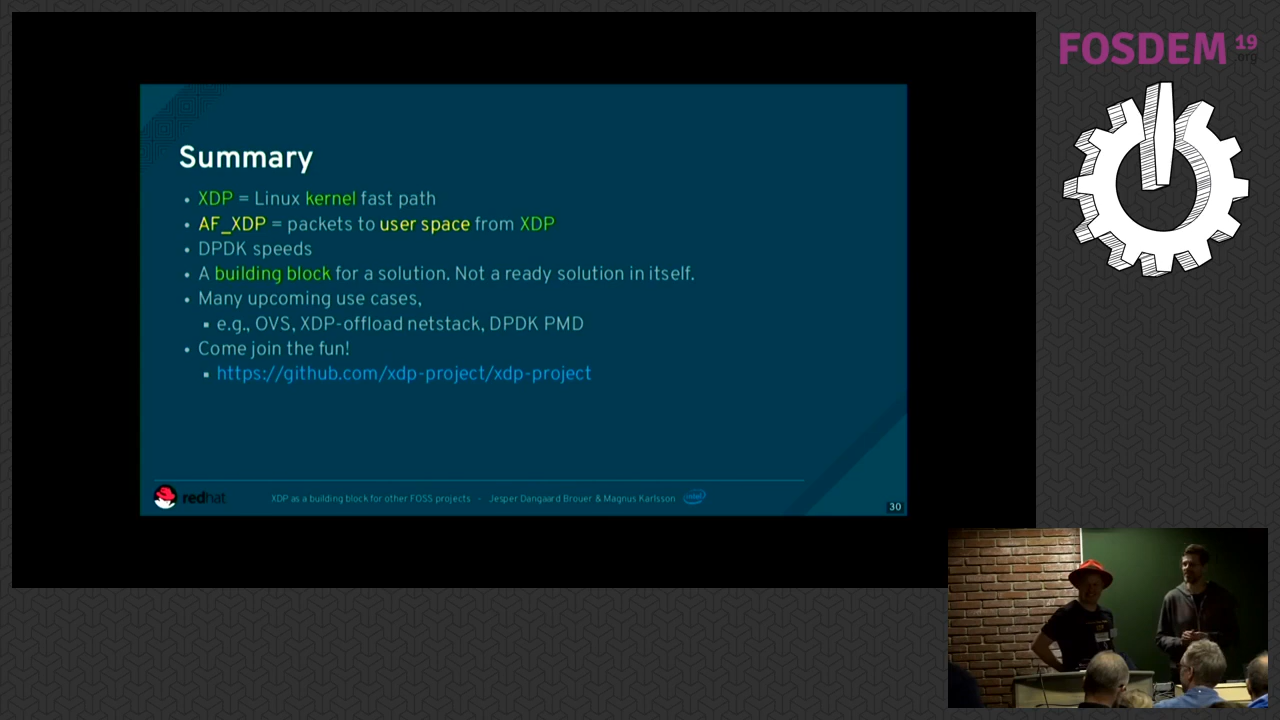 FOSDEM 19
.org
Summary
XDP = Linux kernel fast path
AF_XDP = packets to user space from XDP
DPDK speeds
A building block for a solution. Not a ready solution in itself.
Many upcoming use cases,
e.g., OVS, XDP-offload netstack, DPDK PMD
Come join the fun!
https://github.com/xdp-project/xdp-project
redhat XDP as a building block for other FOSS projects - Jesper Dangaard Brouer & Magnus Karlsson intel
30